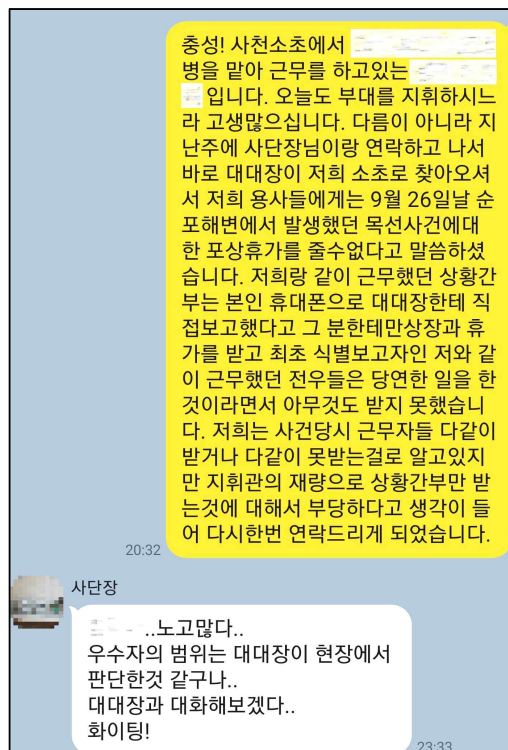 충성! 사천소초에서
병을 맡아 근무를 하고있는
입니다. 오늘도 부대를 지휘하시느
라 고생많으십니다. 다름이 아니라 지
난주에 사단장님이랑 연락하고 나서
바로 대대장이 저희 소초로 찾아오셔
서 저희 용사들에게는 9월 26일날 순
포해변에서 발생했던 목선사건에대
한 포상휴가를 줄수없다고 말씀하셨
습니다. 저희랑 같이 근무했던 상황간
부는 본인 휴대폰으로 대대장한테 직
접보고했다고 그 분한테만상장과 휴
가를 받고 최초 식별보고자인 저와 같
이 근무했던 전우들은 당연한 일을 한
것이라면서 아무것도 받지 못했습니
다. 저희는 사건당시 근무자들 다같이
받거나 다같이 못받는걸로 알고있지
만 지휘관의 재량으로 상황간부만 받
는것에 대해서 부당하다고 생각이 들
어 다시한번 연락드리게 되었습니다.
20:32
사단장
..노고많다..
우수자의 범위는 대대장이 현장에서
판단한것 같구나..
대대장과 대화해보겠다..
화이팅!
23:33